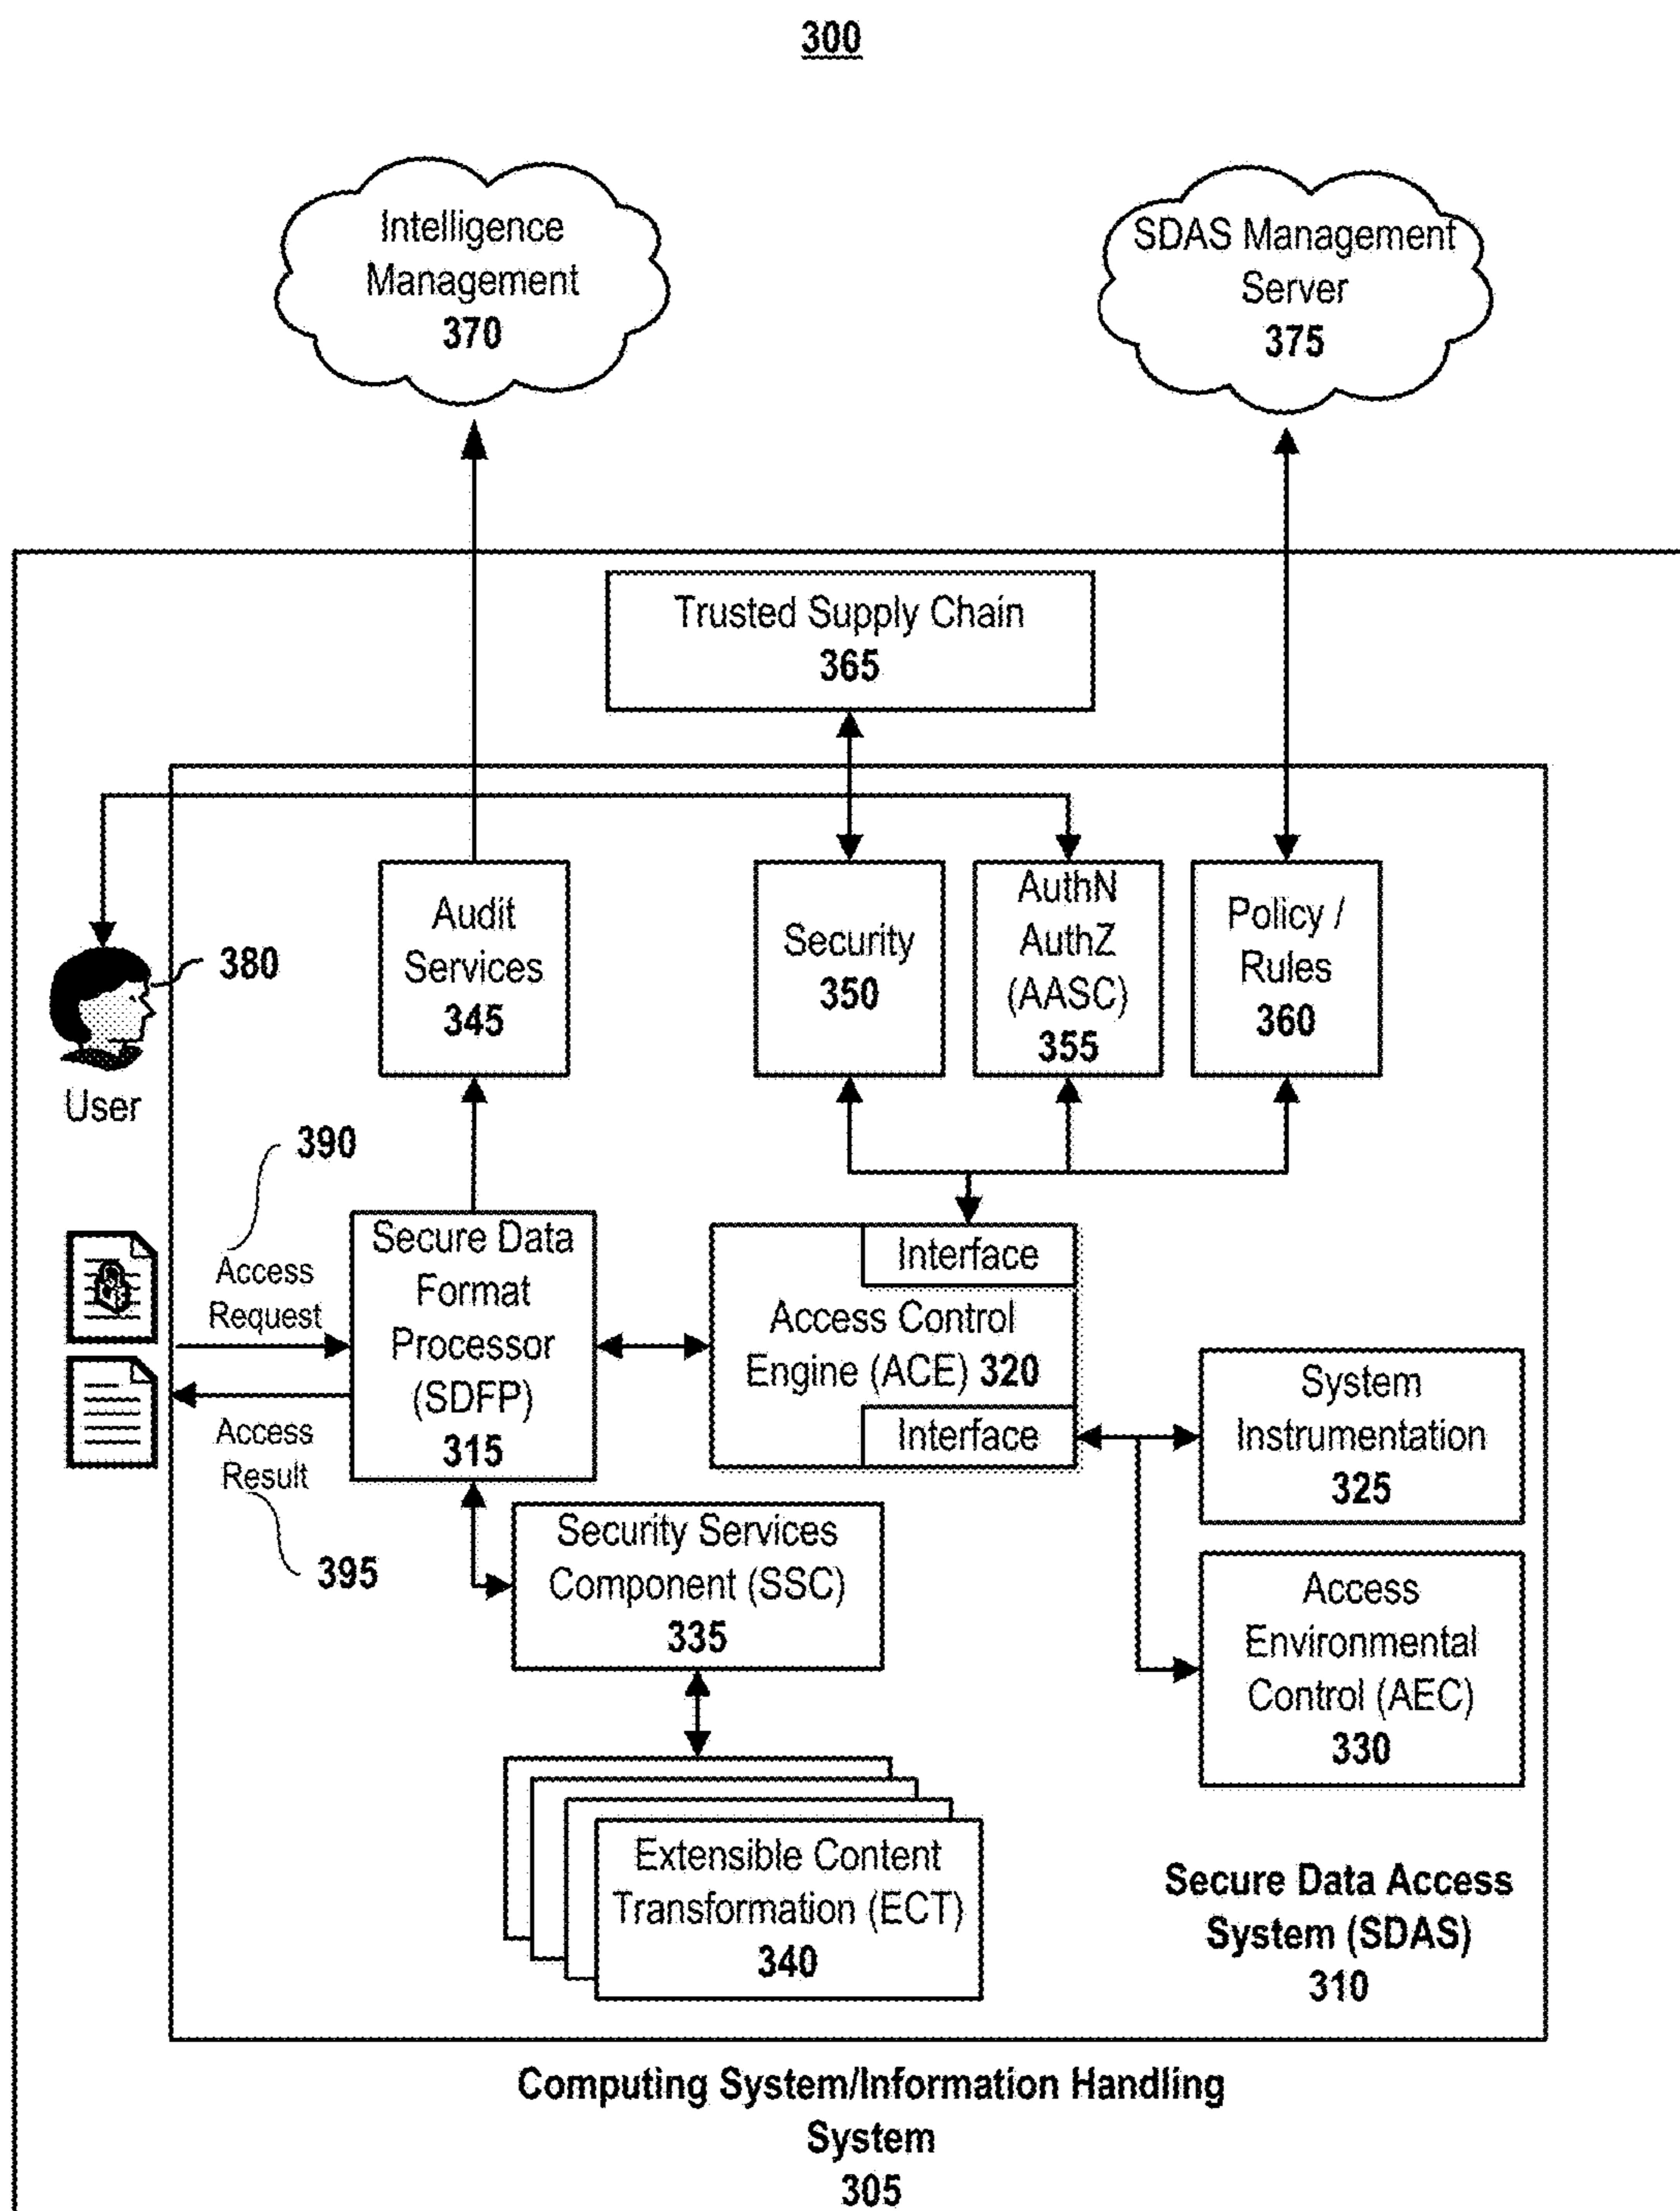 300
Intelligence
Management
370
SDAS Management
Server
375
Trusted Supply Chain
365
Audit
Services
345
Security
350
AuthN
AuthZ
(AASC)
355
Policy /
Rules
360
380
User
390
Access
Request
Secure Data
Format
Processor
(SDFP)
315
Interface
Access Control
Engine (ACE) 320
Interface
Access
Result
395
System
Instrumentation
325
Security Services
Component (SSC)
335
Access
Environmental
Control (AEC)
330
Extensible Content
Transformation (ECT)
340
Secure Data Access
System (SDAS)
310
Computing System/Information Handling
System
305